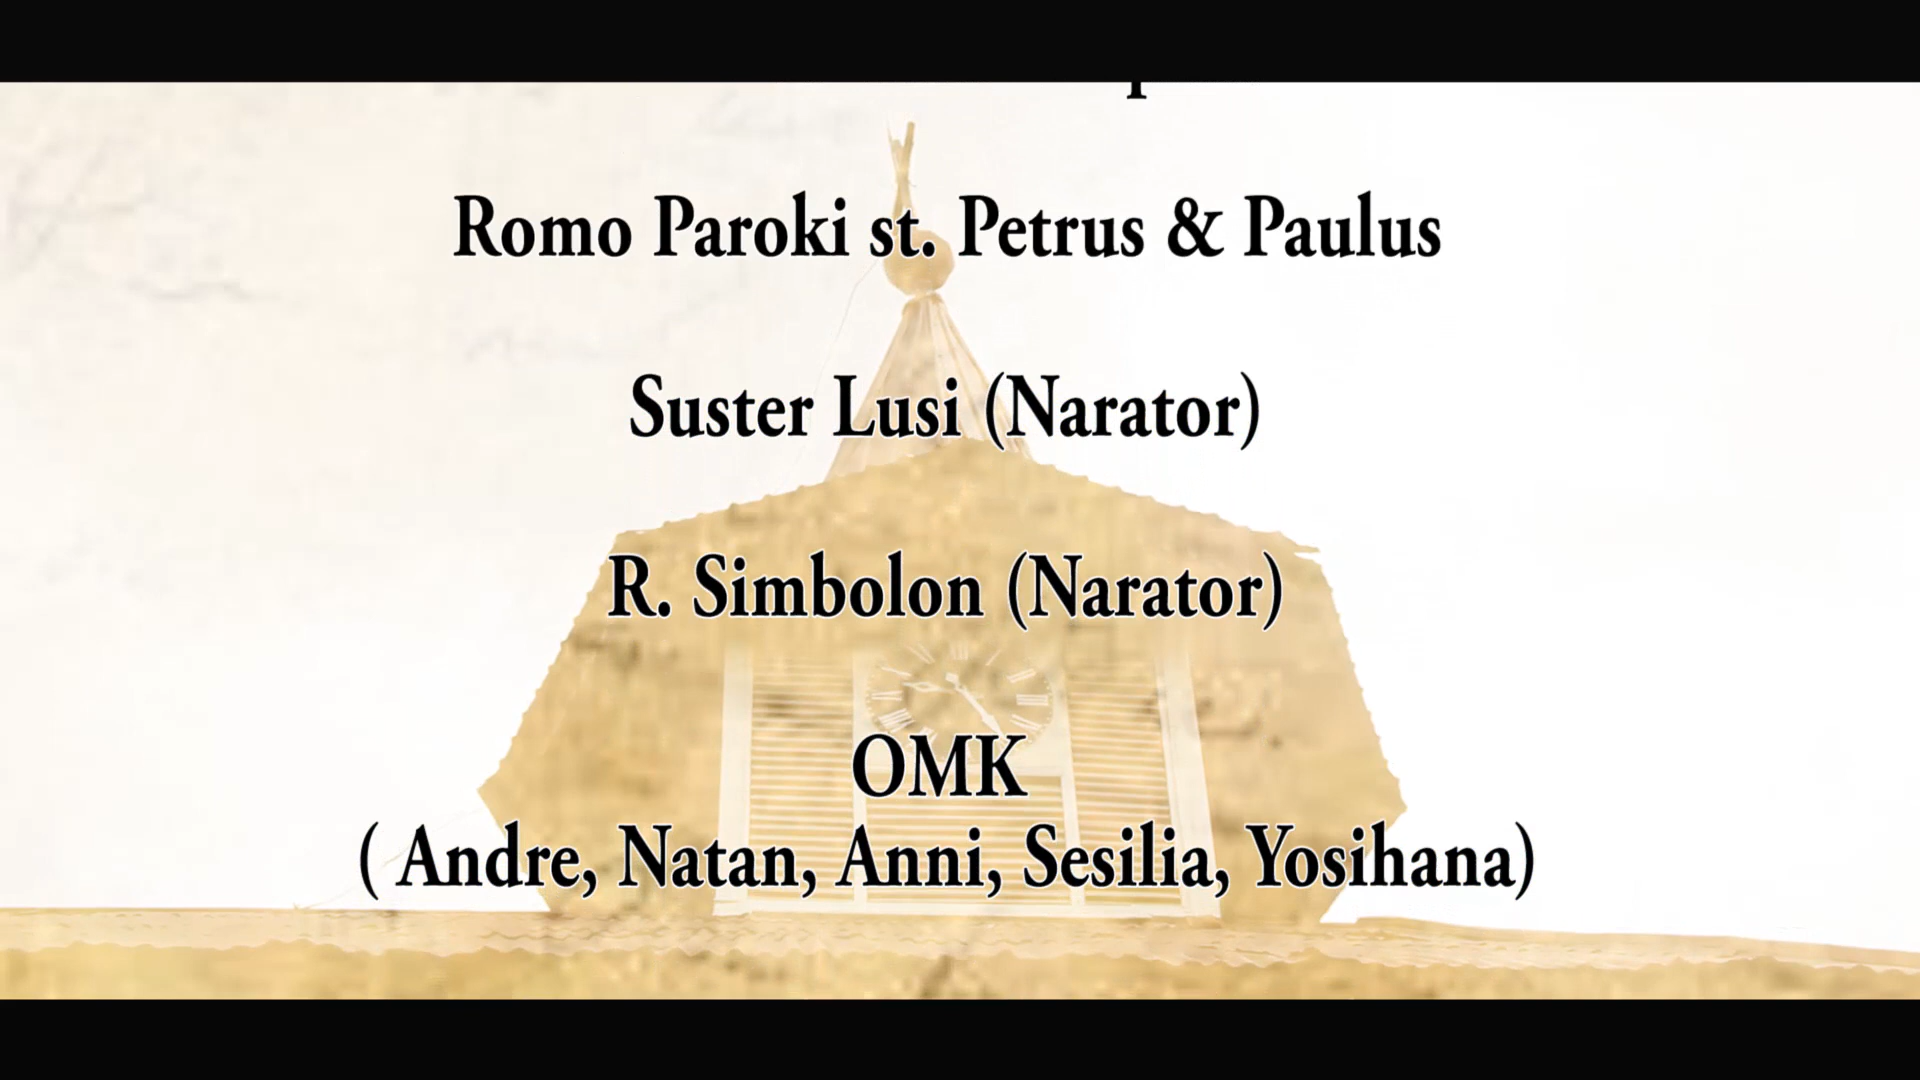 Romo Paroki st. Petrus & Paulus
Suster Lusi (Narator)
R. Simbolon (Narator)
OMK
( Andre, Natan, Anni, Sesilia, Yosihana)